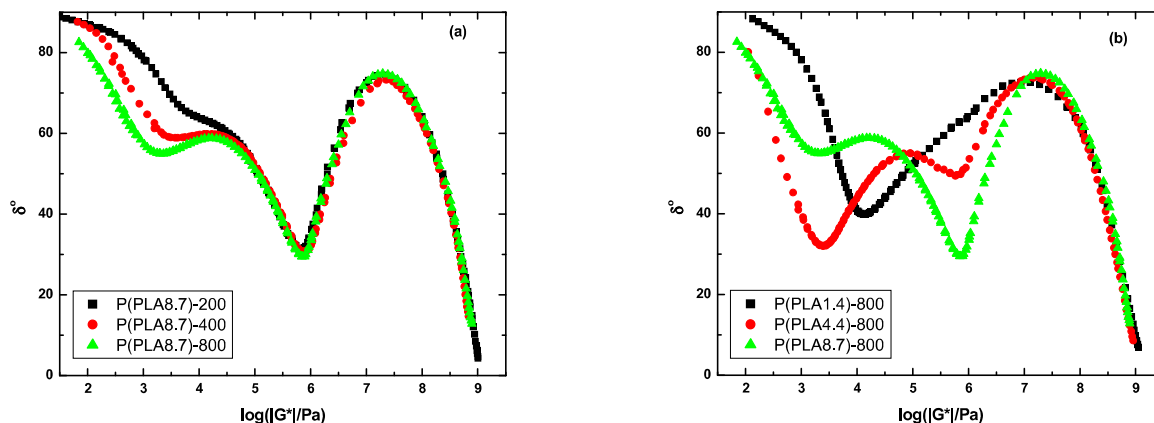 (a)
80
60
40
20
0
δ°
2 3 4 5 6 7 8 9
log(|G*|/Pa)
P(PLA8.7)-200
P(PLA8.7)-400
P(PLA8.7)-800
(b)
80
60
40
20
0
δ°
2 3 4 5 6 7 8 9
log(|G*|/Pa)
P(PLA1.4)-800
P(PLA4.4)-800
P(PLA8.7)-800